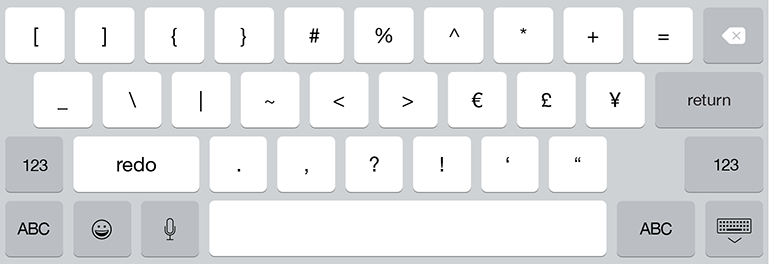 [ ] { } # % ^ * + =
_ \ | ~ < > € £ ¥ return
123 redo . , ? ! ‘ “ 123
ABC ABC